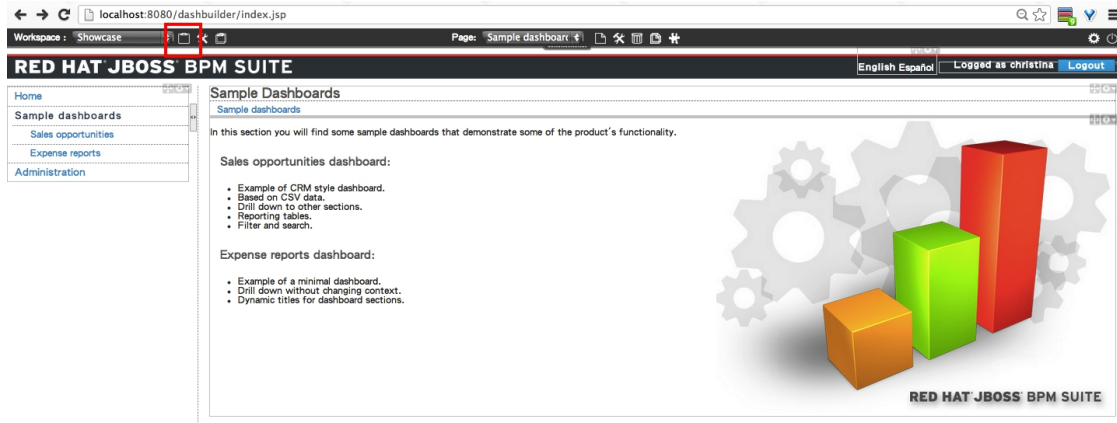 localhost:8080/dashbuilder/index.jsp
Workspace : Showcase
Page: Sample dashboard
RED HAT JBOSS BPM SUITE
English Español
Logged as christina Logout
Home
Sample dashboards
Sales opportunities
Expense reports
Administration
Sample Dashboards
Sample dashboards
In this section you will find some sample dashboards that demonstrate some of the product´s functionality.
Sales opportunities dashboard:
• Example of CRM style dashboard.
• Based on CSV data.
• Drill down to other sections.
• Reporting tables.
• Filter and search.
Expense reports dashboard:
• Example of a minimal dashboard.
• Drill down without changing context.
• Dynamic titles for dashboard sections.
RED HAT JBOSS BPM SUITE